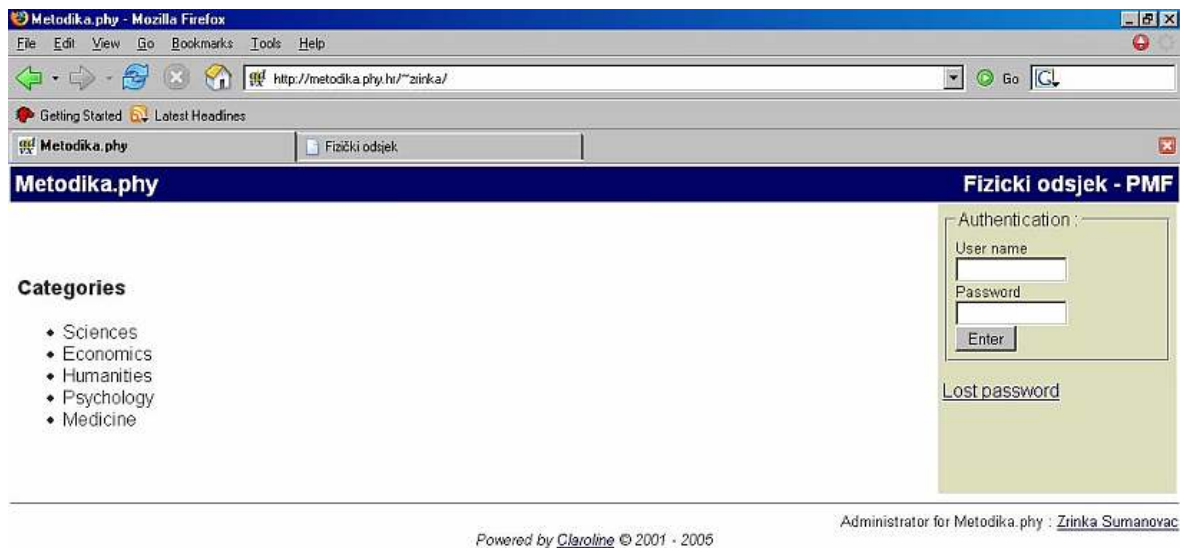 Metodika.phy - Mozilla Firefox
File Edit View Go Bookmarks Tools Help
http://metodika.phy.hr/~zrinka/ Go
Getting Started Latest Headlines
Metodika.phy Fizički odsjek
Metodika.phy Fizicki odsjek - PMF
Authentication :
User name
Password
Enter
Lost password
Categories
Sciences
Economics
Humanities
Psychology
Medicine
Administrator for Metodika.phy : Zrinka Sumanovac
Powered by Claroline © 2001 - 2005